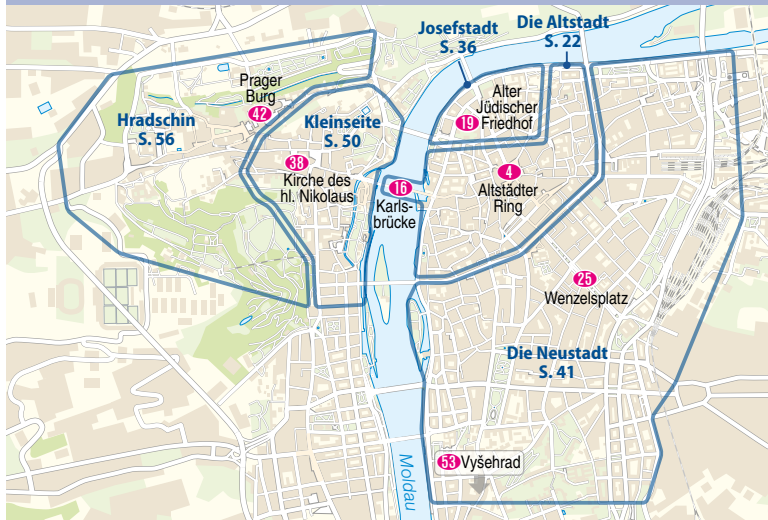 Josefstadt
S. 36
Die Altstadt
S. 22
Prager
Burg
42
Hradschin
S. 56
Kleinseite
S. 50
Alter
Jüdischer
19 Friedhof
38
Kirche des
hl. Nikolaus
16
Karls-
brücke
4
Altstädter
Ring
25
Wenzelsplatz
Die Neustadt
S. 41
53 Vyšehrad
Moldau